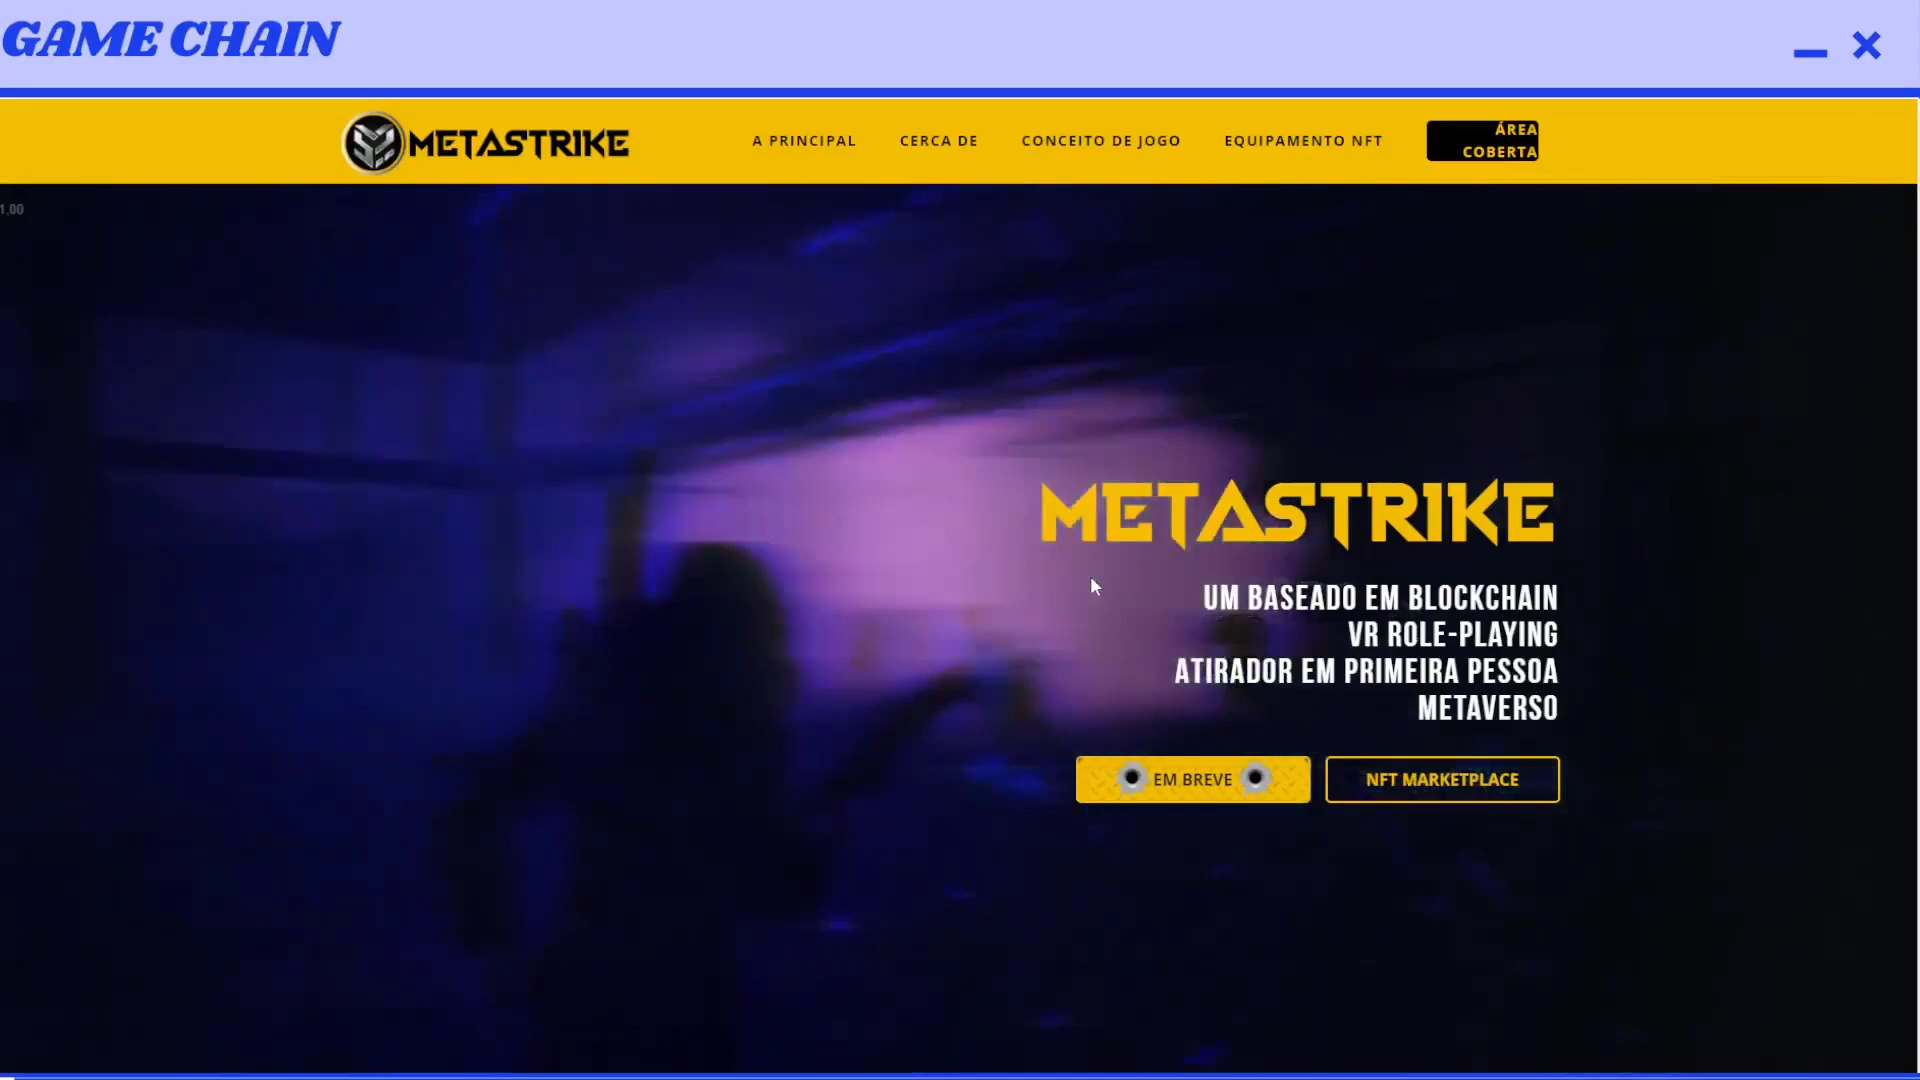 GAME CHAIN
METASTRIKE
A PRINCIPAL
CERCA DE
CONCEITO DE JOGO
EQUIPAMENTO NFT
ÁREA
COBERTA
1,00
METASTRIKE
UM BASEADO EM BLOCKCHAIN
VR ROLE-PLAYING
ATIRADOR EM PRIMEIRA PESSOA
METAVERSO
EM BREVE
NFT MARKETPLACE